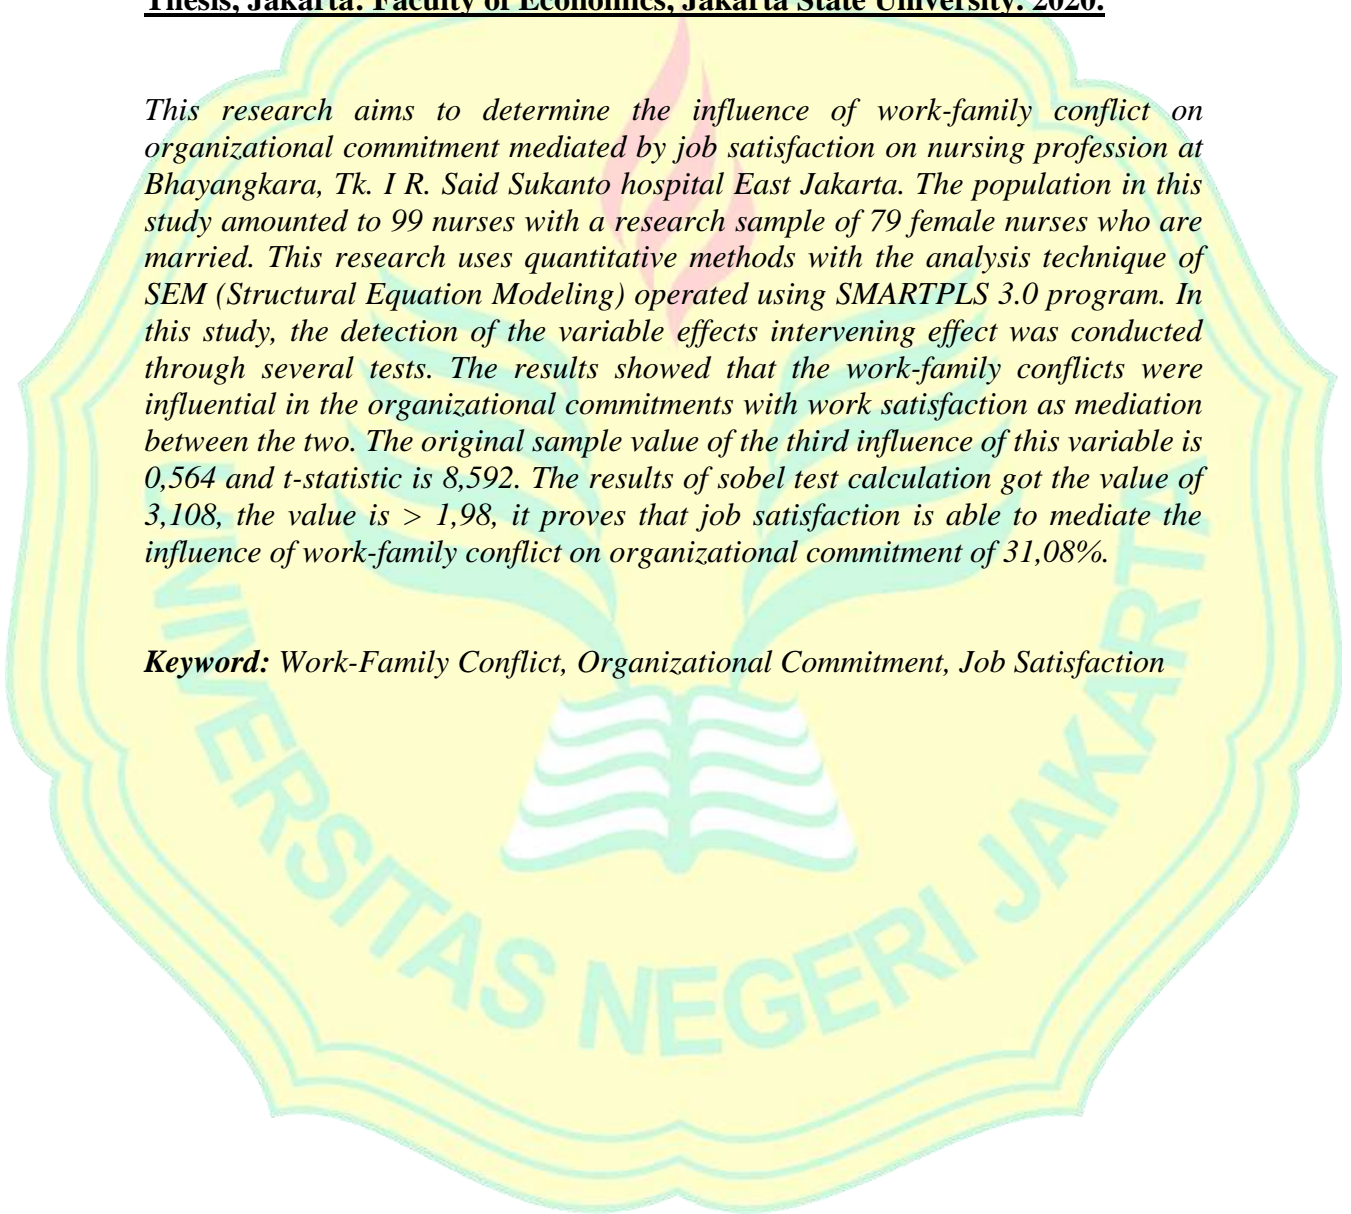 Thesis, Jakarta: Faculty of Economics, Jakarta State University. 2020.
This research aims to determine the influence of work-family conflict on
organizational commitment mediated by job satisfaction on nursing profession at
Bhayangkara, Tk. I R. Said Sukanto hospital East Jakarta. The population in this
study amounted to 99 nurses with a research sample of 79 female nurses who are
married. This research uses quantitative methods with the analysis technique of
SEM (Structural Equation Modeling) operated using SMARTPLS 3.0 program. In
this study, the detection of the variable effects intervening effect was conducted
through several tests. The results showed that the work-family conflicts were
influential in the organizational commitments with work satisfaction as mediation
between the two. The original sample value of the third influence of this variable is
0,564 and t-statistic is 8,592. The results of sobel test calculation got the value of
3,108, the value is > 1,98, it proves that job satisfaction is able to mediate the
influence of work-family conflict on organizational commitment of 31,08%.
Keyword: Work-Family Conflict, Organizational Commitment, Job Satisfaction
UNIVERSITAS NEGERI JAKARTA